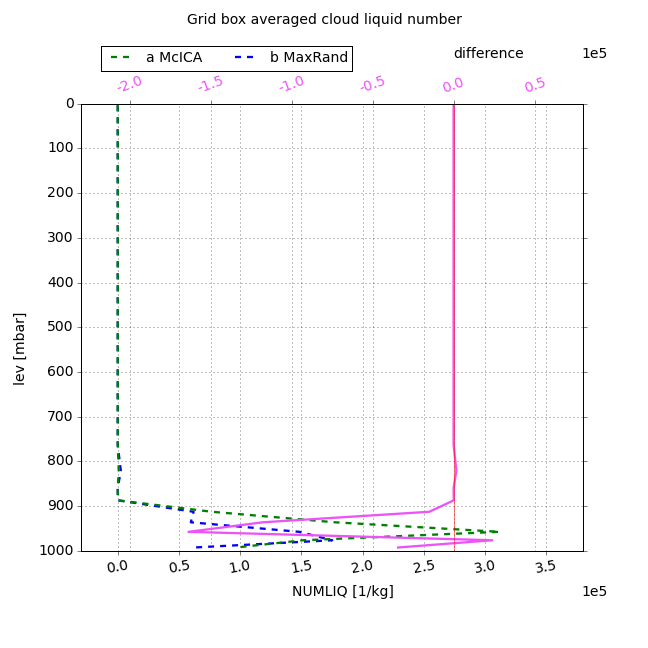 Grid box averaged cloud liquid number
a McICA b MaxRand
difference 1e5
-2.0 -1.5 -1.0 -0.5 0.0 0.5
0
100
200
300
400
500
600
700
800
900
1000
lev [mbar]
0.0 0.5 1.0 1.5 2.0 2.5 3.0 3.5
NUMLIQ [1/kg] 1e5